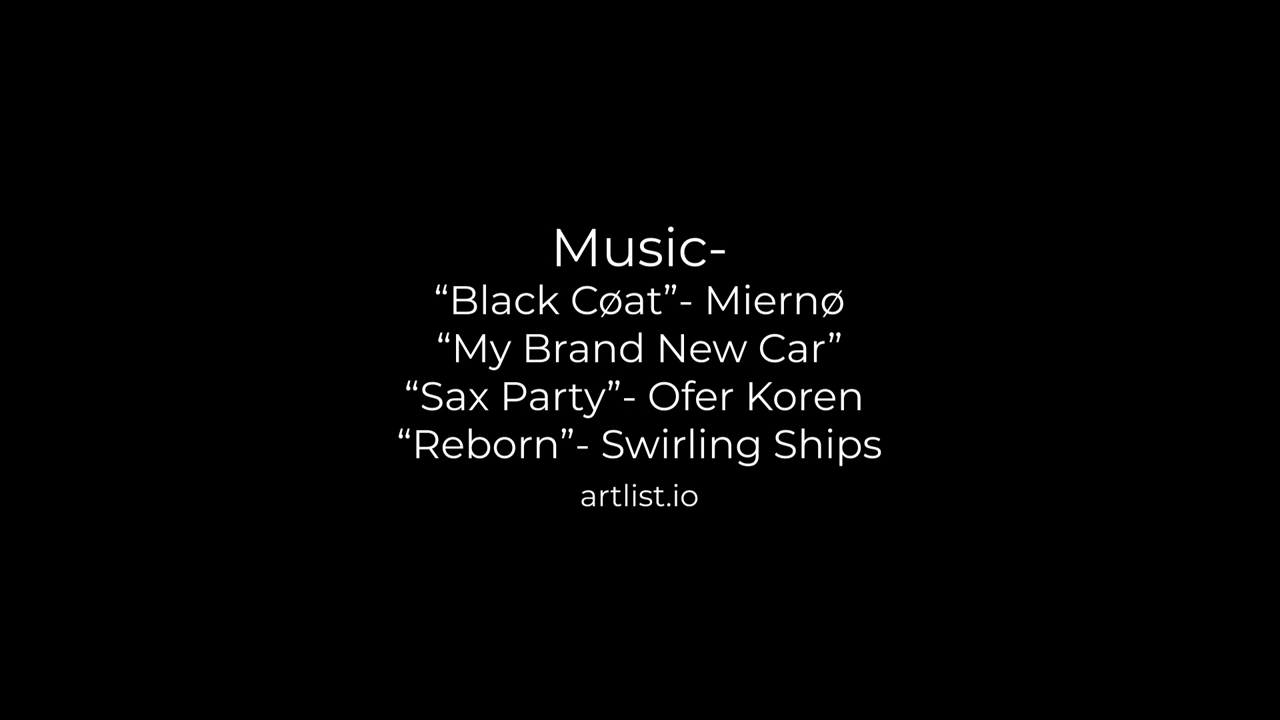 Music-
“Black Cøat”- Miernø
“My Brand New Car”
“Sax Party”- Ofer Koren
“Reborn”- Swirling Ships
artlist.io